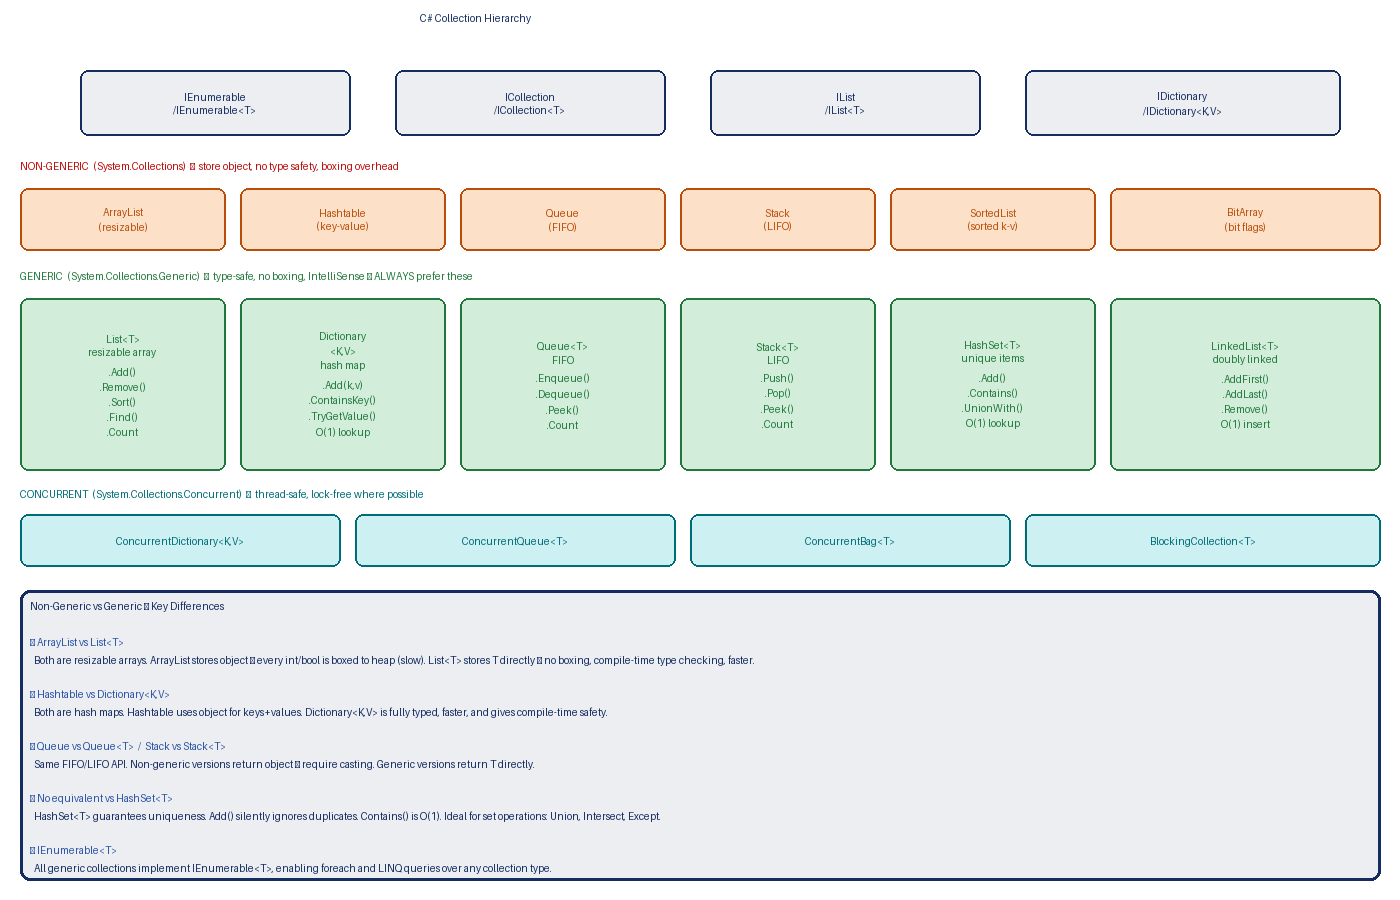 C# Collection Hierarchy
IEnumerable
/IEnumerable<T>
ICollection
/ICollection<T>
IList
/IList<T>
IDictionary
/IDictionary<K,V>
NON-GENERIC (System.Collections) ☒ store object, no type safety, boxing overhead
ArrayList
(resizable)
Hashtable
(key-value)
Queue
(FIFO)
Stack
(LIFO)
SortedList
(sorted k-v)
BitArray
(bit flags)
GENERIC (System.Collections.Generic) ☒ type-safe, no boxing, IntelliSense ☒ ALWAYS prefer these
List<T>
resizable array
.Add()
.Remove()
.Sort()
.Find()
.Count
Dictionary
<K,V>
hash map
.Add(k,v)
.ContainsKey()
.TryGetValue()
O(1) lookup
Queue<T>
FIFO
.Enqueue()
.Dequeue()
.Peek()
.Count
Stack<T>
LIFO
.Push()
.Pop()
.Peek()
.Count
HashSet<T>
unique items
.Add()
.Contains()
.UnionWith()
O(1) lookup
LinkedList<T>
doubly linked
.AddFirst()
.AddLast()
.Remove()
O(1) insert
CONCURRENT (System.Collections.Concurrent) ☒ thread-safe, lock-free where possible
ConcurrentDictionary<K,V>
ConcurrentQueue<T>
ConcurrentBag<T>
BlockingCollection<T>
Non-Generic vs Generic ☒ Key Differences
☒ ArrayList vs List<T>
Both are resizable arrays. ArrayList stores object ☒ every int/bool is boxed to heap (slow). List<T> stores T directly ☒ no boxing, compile-time type checking, faster.
☒ Hashtable vs Dictionary<K,V>
Both are hash maps. Hashtable uses object for keys+values. Dictionary<K,V> is fully typed, faster, and gives compile-time safety.
☒ Queue vs Queue<T> / Stack vs Stack<T>
Same FIFO/LIFO API. Non-generic versions return object ☒ require casting. Generic versions return T directly.
☒ No equivalent vs HashSet<T>
HashSet<T> guarantees uniqueness. Add() silently ignores duplicates. Contains() is O(1). Ideal for set operations: Union, Intersect, Except.
☒ IEnumerable<T>
All generic collections implement IEnumerable<T>, enabling foreach and LINQ queries over any collection type.